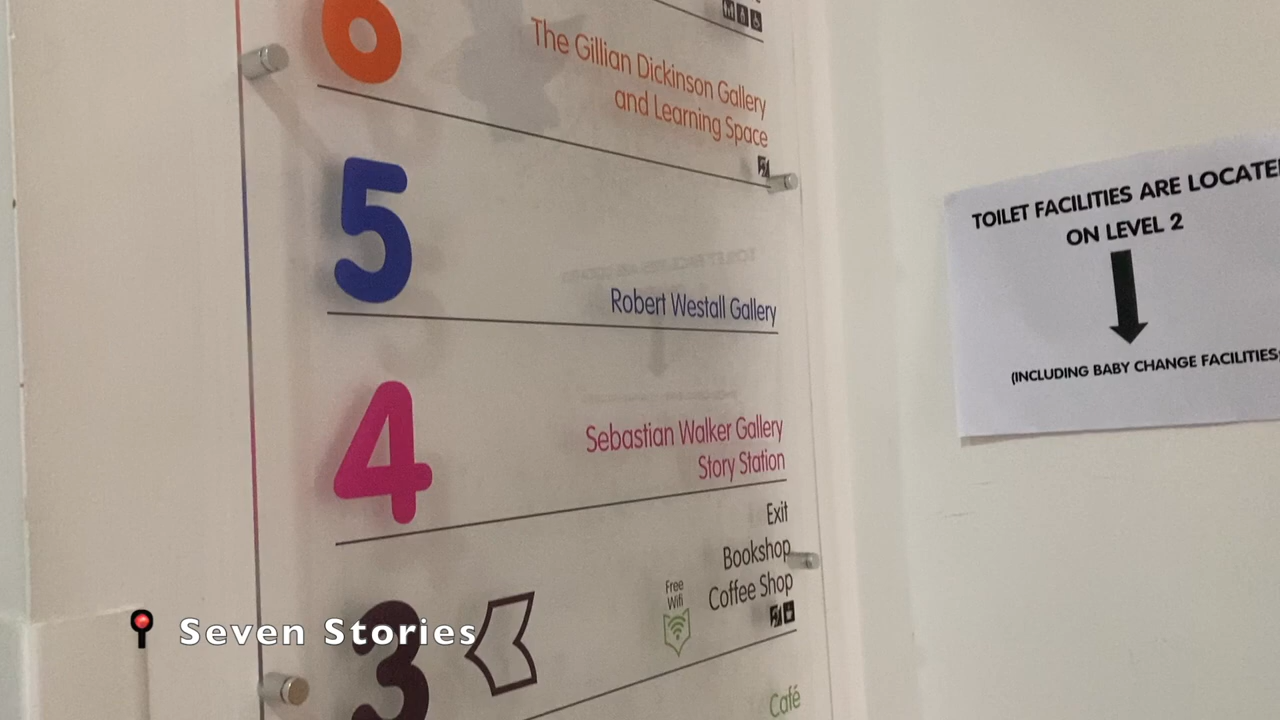 6
The Gillian Dickinson Gallery
and Learning Space
5
Robert Westall Gallery
4
Sebastian Walker Gallery
Story Station
3
Exit
Bookshop
Coffee Shop
Free
Wifi
Café
TOILET FACILITIES ARE LOCATED
ON LEVEL 2
(INCLUDING BABY CHANGE FACILITIES)
Seven Stories